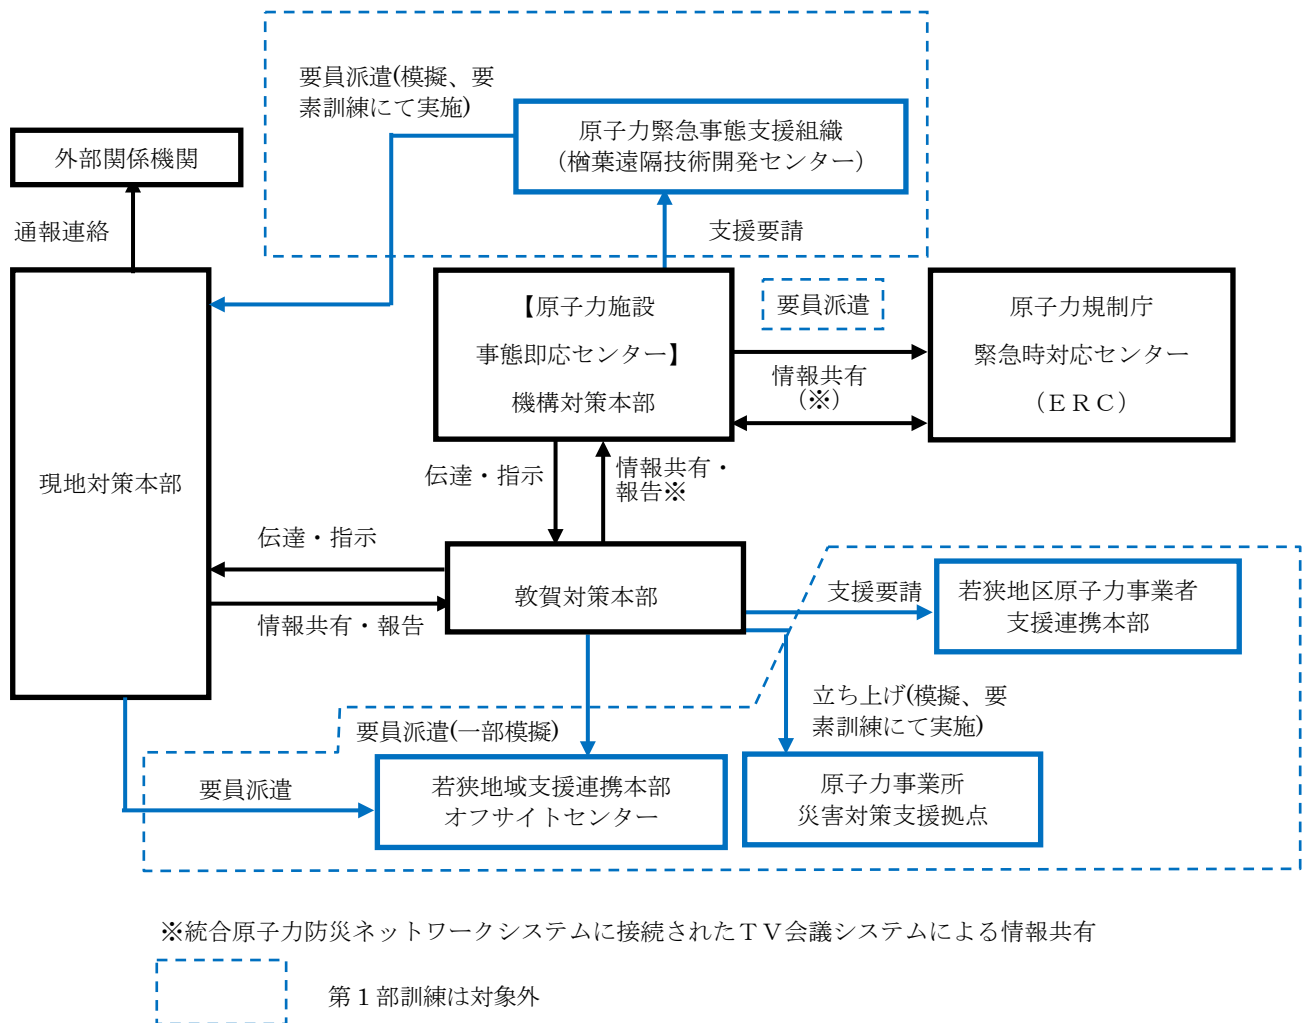 要員派遣(模擬、要
素訓練にて実施)
原子力緊急事態支援組織
（楢葉遠隔技術開発センター）
外部関係機関
通報連絡
支援要請
【原子力施設
事態即応センター】
機構対策本部
要員派遣
情報共有
（※）
原子力規制庁
緊急時対応センター
（ＥＲＣ）
現地対策本部
伝達・指示
情報共有・
報告※
伝達・指示
情報共有・報告
敦賀対策本部
支援要請
若狭地区原子力事業者
支援連携本部
立ち上げ(模擬、要
素訓練にて実施)
要員派遣(一部模擬)
要員派遣
若狭地域支援連携本部
オフサイトセンター
原子力事業所
災害対策支援拠点
※統合原子力防災ネットワークシステムに接続されたＴＶ会議システムによる情報共有
第１部訓練は対象外